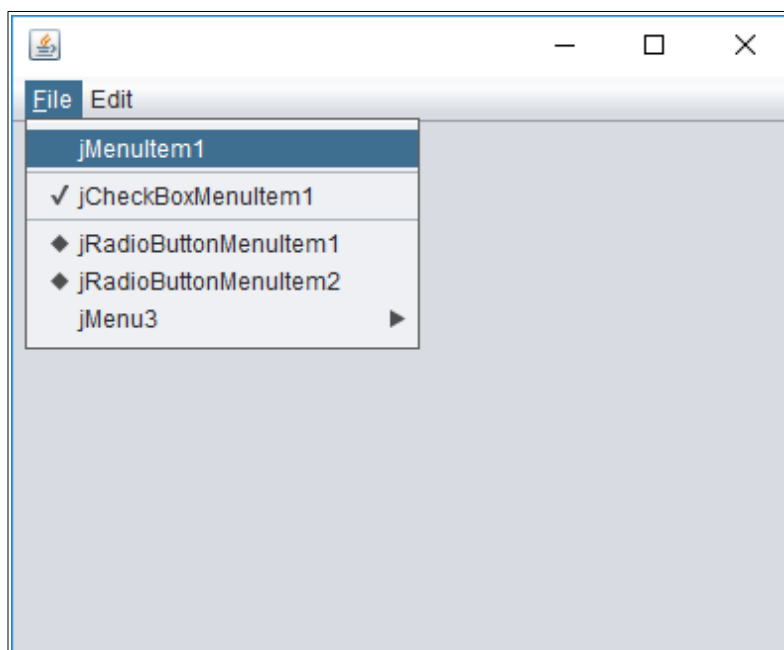 File Edit
jMenuItem1
jCheckBoxMenuItem1
jRadioButtonMenuItem1
jRadioButtonMenuItem2
jMenu3